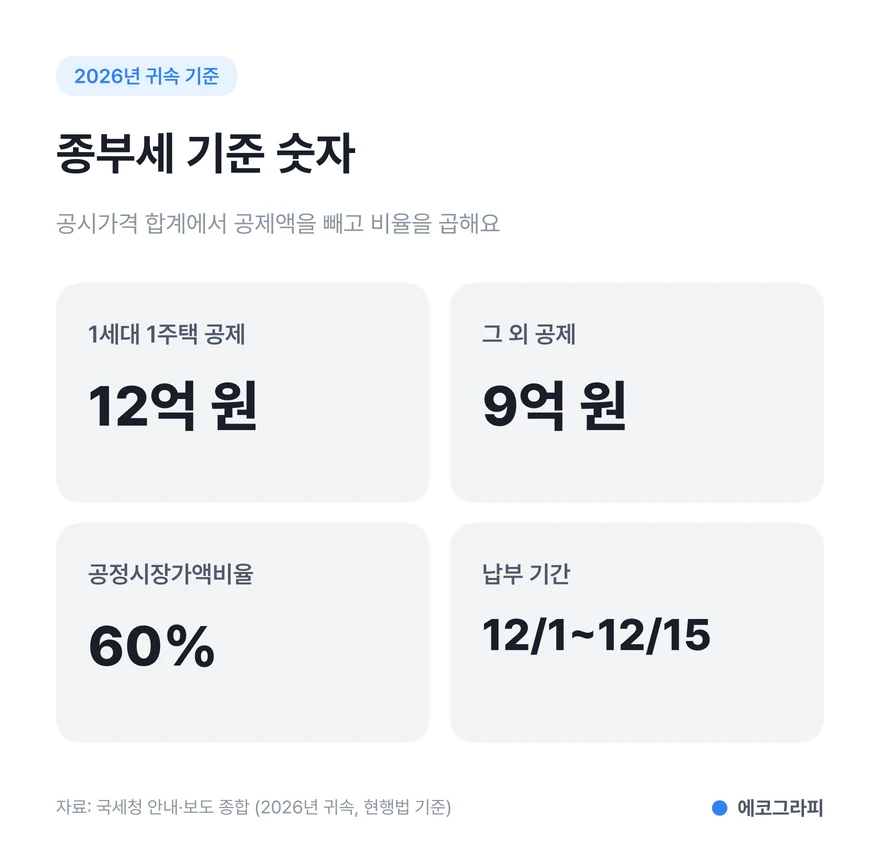 2026년 귀속 기준
종부세 기준 숫자
공시가격 합계에서 공제액을 빼고 비율을 곱해요
1세대 1주택 공제
12억 원
그 외 공제
9억 원
공정시장가액비율
60%
납부 기간
12/1~12/15
자료: 국세청 안내·보도 종합 (2026년 귀속, 현행법 기준)
에코그라피